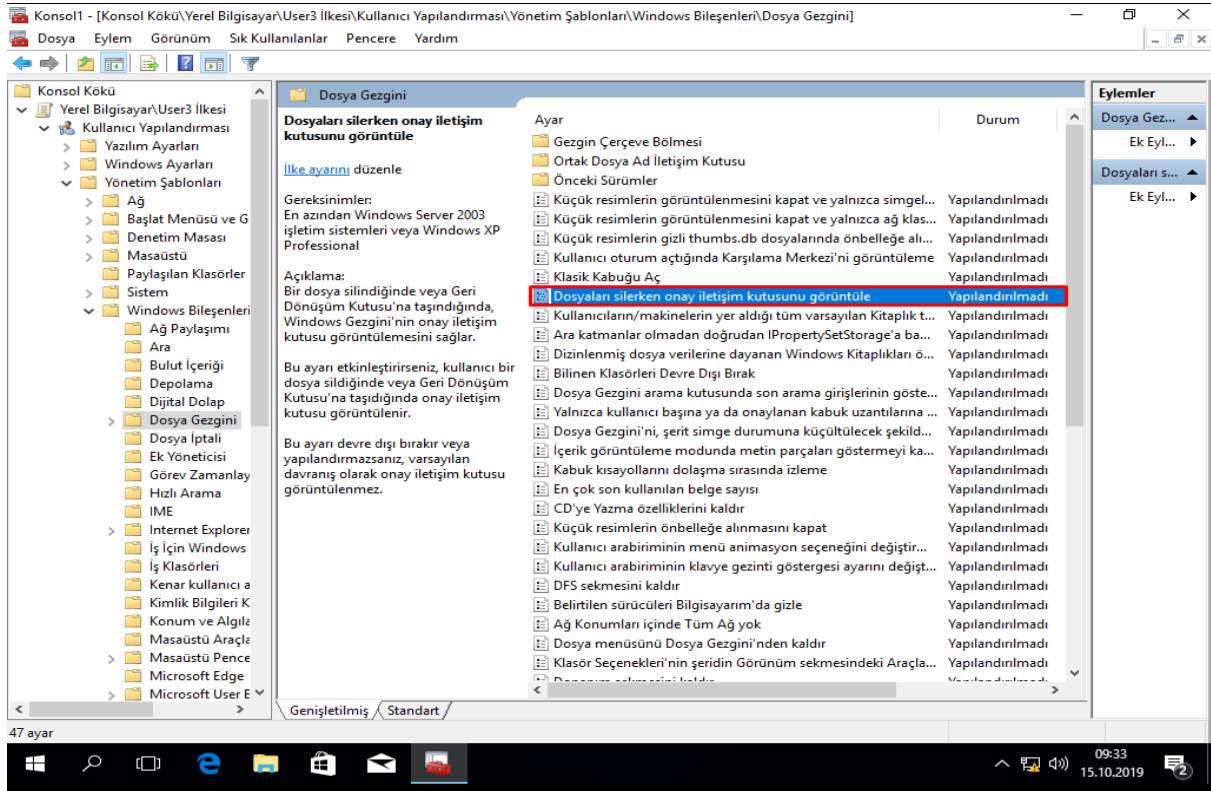 Konsol1 - [Konsol Kökü\Yerel Bilgisayar\User3 İlkesi\Kullanıcı Yapılandırması\Yönetim Şablonları\Windows Bileşenleri\Dosya Gezgini]
Dosya Eylem Görünüm Sık Kullanılanlar Pencere Yardım
Konsol Kökü
Yerel Bilgisayar\User3 İlkesi
Kullanıcı Yapılandırması
Yazılım Ayarları
Windows Ayarları
Yönetim Şablonları
Ağ
Başlat Menüsü ve G
Denetim Masası
Masaüstü
Paylaşılan Klasörler
Sistem
Windows Bileşenleri
Ağ Paylaşımı
Ara
Bulut İçeriği
Depolama
Dijital Dolap
Dosya Gezgini
Dosya İptali
Ek Yöneticisi
Görev Zamanlay
Hızlı Arama
IME
Internet Explorer
İş İçin Windows
İş Klasörleri
Kenar kullanıcı a
Kimlik Bilgileri K
Konum ve Algıla
Masaüstü Araçla
Masaüstü Pence
Microsoft Edge
Microsoft User E
Dosya Gezgini
Dosyaları silerken onay iletişim
kutusunu görüntüle
İlke ayarını düzenle
Gereksinimler:
En azından Windows Server 2003
işletim sistemleri veya Windows XP
Professional
Açıklama:
Bir dosya silindiğinde veya Geri
Dönüşüm Kutusu'na taşındığında,
Windows Gezgini'nin onay iletişim
kutusu görüntülemesini sağlar.
Bu ayarı etkinleştirirseniz, kullanıcı bir
dosya sildiğinde veya Geri Dönüşüm
Kutusu'na taşıdığında onay iletişim
kutusu görüntülenir.
Bu ayarı devre dışı bırakır veya
yapılandırmazsanız, varsayılan
davranış olarak onay iletişim kutusu
görüntülenmez.
Ayar Durum
Gezgin Çerçeve Bölmesi
Ortak Dosya Ad İletişim Kutusu
Önceki Sürümler
Küçük resimlerin görüntülenmesini kapat ve yalnızca simgel... Yapılandırılmadı
Küçük resimlerin görüntülenmesini kapat ve yalnızca ağ klas... Yapılandırılmadı
Küçük resimlerin gizli thumbs.db dosyalarında önbelleğe alı... Yapılandırılmadı
Kullanıcı oturum açtığında Karşılama Merkezi'ni görüntüleme Yapılandırılmadı
Klasik Kabuğu Aç Yapılandırılmadı
Dosyaları silerken onay iletişim kutusunu görüntüle Yapılandırılmadı
Kullanıcıların/makinelerin yer aldığı tüm varsayılan Kitaplık t... Yapılandırılmadı
Ara katmanlar olmadan doğrudan IPropertySetStorage'a ba... Yapılandırılmadı
Dizinlenmiş dosya verilerine dayanan Windows Kitaplıkları ö... Yapılandırılmadı
Bilinen Klasörleri Devre Dışı Bırak Yapılandırılmadı
Dosya Gezgini arama kutusunda son arama girişlerinin göste... Yapılandırılmadı
Yalnızca kullanıcı başına ya da onaylanan kabuk uzantılarına ... Yapılandırılmadı
Dosya Gezgini'ni, şerit simge durumuna küçültülecek şekild... Yapılandırılmadı
İçerik görüntüleme modunda metin parçaları göstermeyi ka... Yapılandırılmadı
Kabuk kısayollarını dolaşma sırasında izleme Yapılandırılmadı
En çok son kullanılan belge sayısı Yapılandırılmadı
CD'ye Yazma özelliklerini kaldır Yapılandırılmadı
Küçük resimlerin önbelleğe alınmasını kapat Yapılandırılmadı
Kullanıcı arabiriminin menü animasyon seçeneğini değiştir... Yapılandırılmadı
Kullanıcı arabiriminin klavye gezinti göstergesi ayarını değişt... Yapılandırılmadı
DFS sekmesini kaldır Yapılandırılmadı
Belirtilen sürücüleri Bilgisayarım'da gizle Yapılandırılmadı
Ağ Konumları içinde Tüm Ağ yok Yapılandırılmadı
Dosya menüsünü Dosya Gezgini'nden kaldır Yapılandırılmadı
Klasör Seçenekleri'nin şeridin Görünüm sekmesindeki Araçla... Yapılandırılmadı
Genişletilmiş Standart
Eylemler
Dosya Gez...
Ek Eyl...
Dosyaları s...
Ek Eyl...
47 ayar
09:33
15.10.2019
2